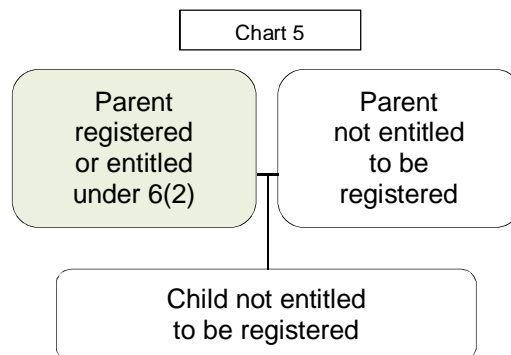 Chart 5
Parent
registered
or entitled
under 6(2)
Parent
not entitled
to be
registered
Child not entitled
to be registered